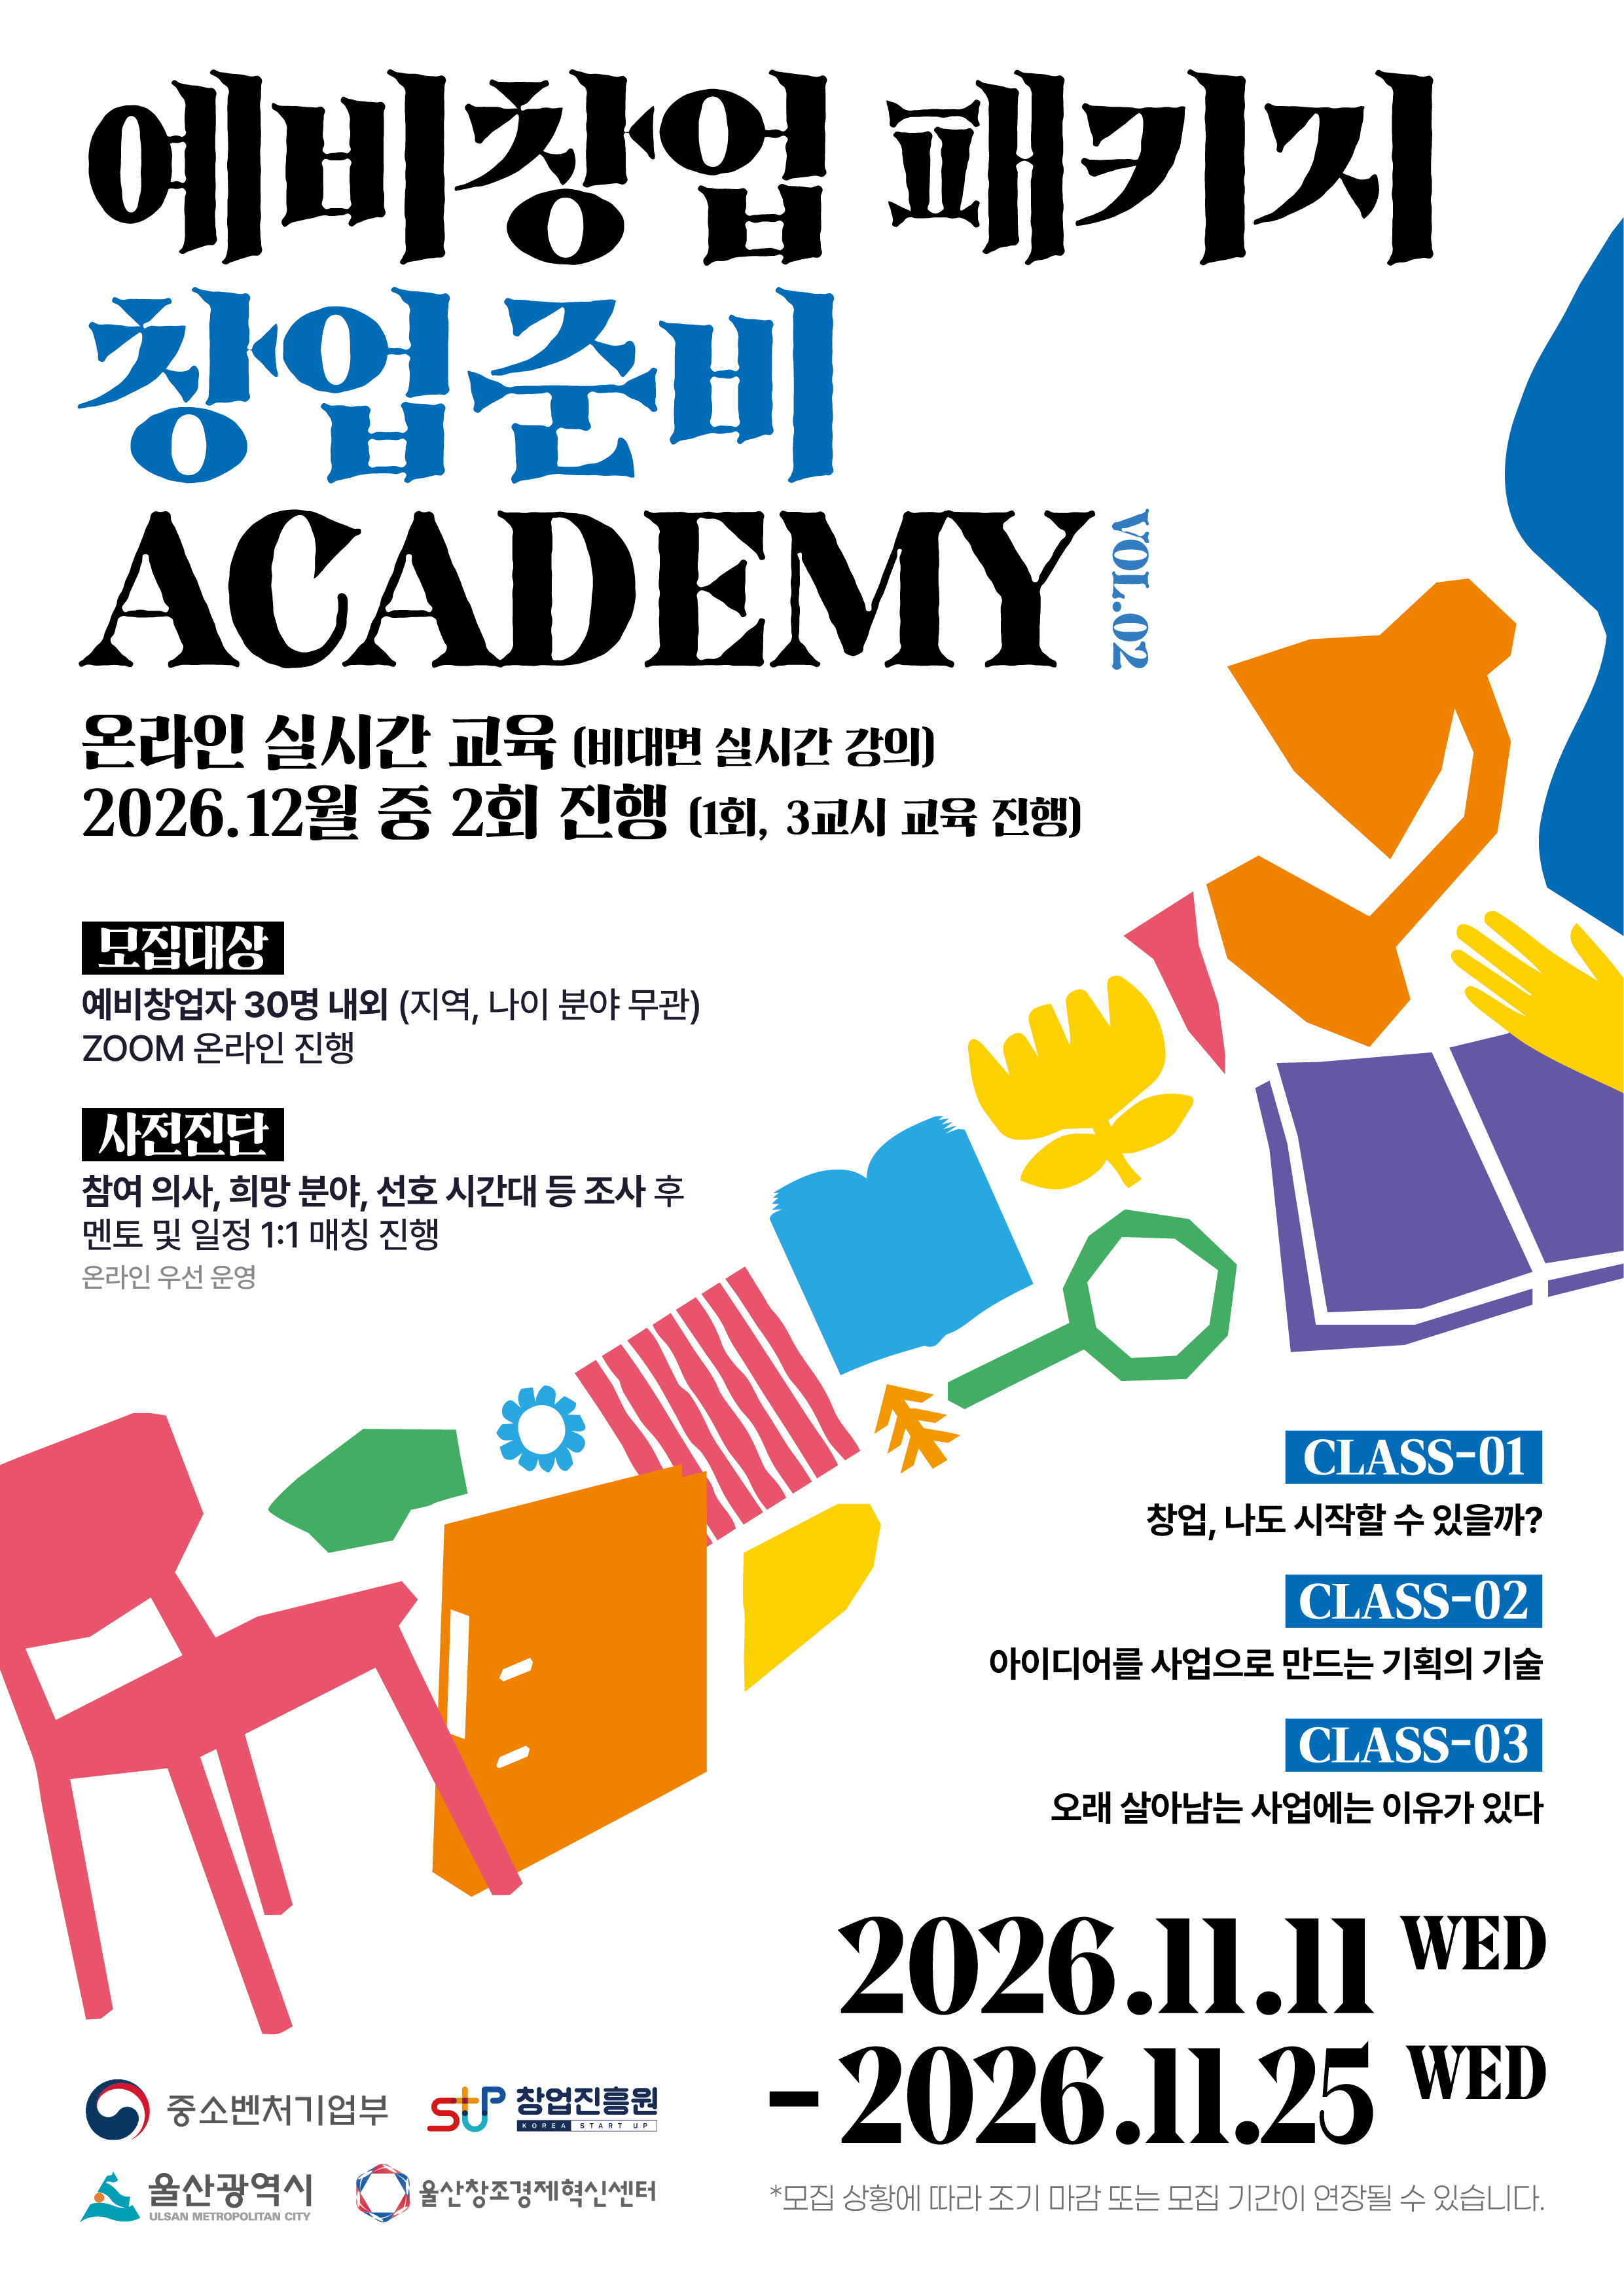 예비창업 패키지
창업준비
ACADEMY
VOL.02
온라인 실시간 교육 (비대면 실시간 강의)
2026.12월 중 2회 진행 (1회, 3교시 교육 진행)
모집대상
예비창업자 30명 내외 (지역, 나이 분야 무관)
ZOOM 온라인 진행
사전진단
참여 의사, 희망 분야, 선호 시간대 등 조사 후
멘토 및 일정 1:1 매칭 진행
온라인 우선 운영
CLASS-01
창업, 나도 시작할 수 있을까?
CLASS-02
아이디어를 사업으로 만드는 기획의 기술
CLASS-03
오래 살아남는 사업에는 이유가 있다
2026.11.11 WED
-2026.11.25 WED
*모집 상황에 따라 조기 마감 또는 모집 기간이 연장될 수 있습니다.
중소벤처기업부
stUP 창업진흥원
KOREA START UP
울산광역시
ULSAN METROPOLITAN CITY
울산창조경제혁신센터